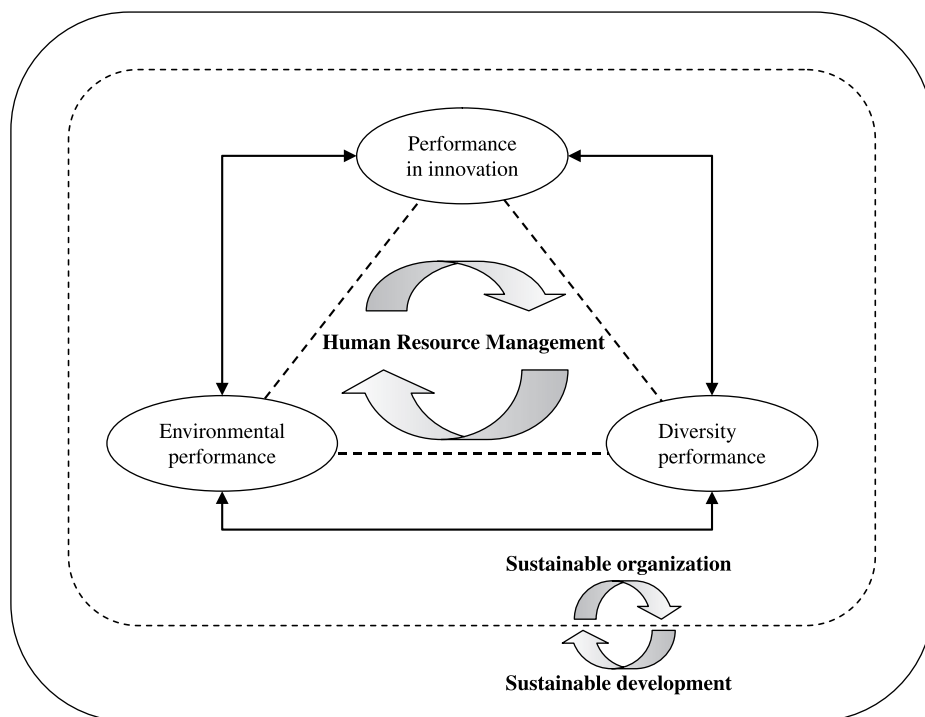 Performance
in innovation
Human Resource Management
Environmental
performance
Diversity
performance
Sustainable organization
Sustainable development